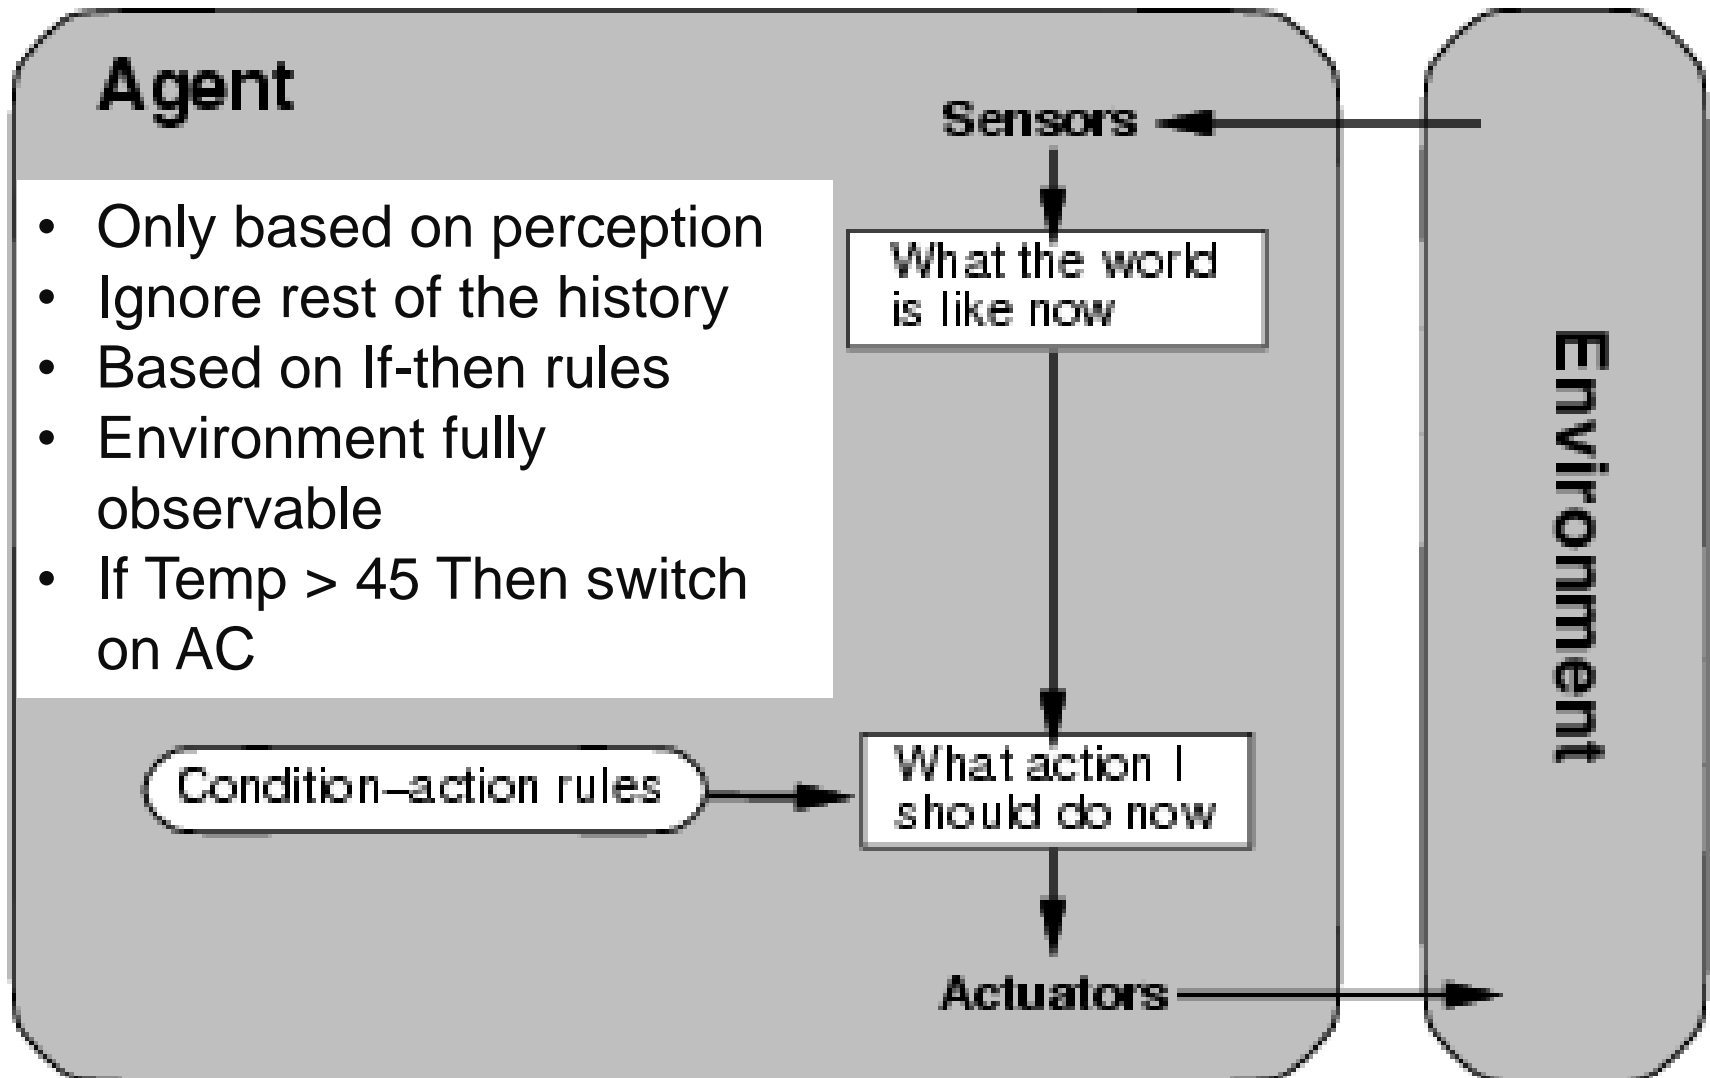 Agent
Sensors
• Only based on perception
• Ignore rest of the history
• Based on If-then rules
• Environment fully
observable
• If Temp > 45 Then switch
on AC
What the world
is like now
Condition–action rules
What action I
should do now
Actuators
Environment